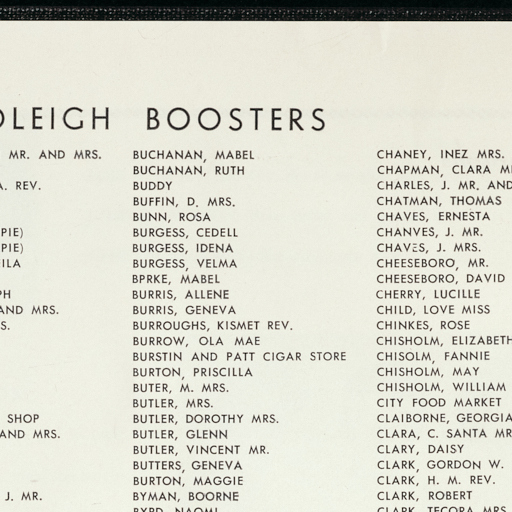 DLEIGH BOOSTERS
MR. AND MRS.
A. REV.
PIE)
PIE)
ILA
PH
AND MRS.
S.
SHOP
AND MRS.
J. MR.
BUCHANAN, MABEL
BUCHANAN, RUTH
BUDDY
BUFFIN, D. MRS.
BUNN, ROSA
BURGESS, CEDELL
BURGESS, IDENA
BURGESS, VELMA
BPRKE, MABEL
BURRIS, ALLENE
BURRIS, GENEVA
BURROUGHS, KISMET REV.
BURROW, OLA MAE
BURSTIN AND PATT CIGAR STORE
BURTON, PRISCILLA
BUTER, M. MRS.
BUTLER, MRS.
BUTLER, DOROTHY MRS.
BUTLER, GLENN
BUTLER, VINCENT MR.
BUTTERS, GENEVA
BURTON, MAGGIE
BYMAN, BOORNE
BYRD, NAOMI
CHANEY, INEZ MRS.
CHAPMAN, CLARA M
CHARLES, J. MR. AND
CHATMAN, THOMAS
CHAVES, ERNESTA
CHANVES, J. MR.
CHAVES, J. MRS.
CHEESEBORO, MR.
CHEESEBORO, DAVID
CHERRY, LUCILLE
CHILD, LOVE MISS
CHINKES, ROSE
CHISHOLM, ELIZABETH
CHISOLM, FANNIE
CHISHOLM, MAY
CHISHOLM, WILLIAM
CITY FOOD MARKET
CLAIBORNE, GEORGIA
CLARA, C. SANTA MR
CLARY, DAISY
CLARK, GORDON W.
CLARK, H. M. REV.
CLARK, ROBERT
CLARK, TECORA MRS